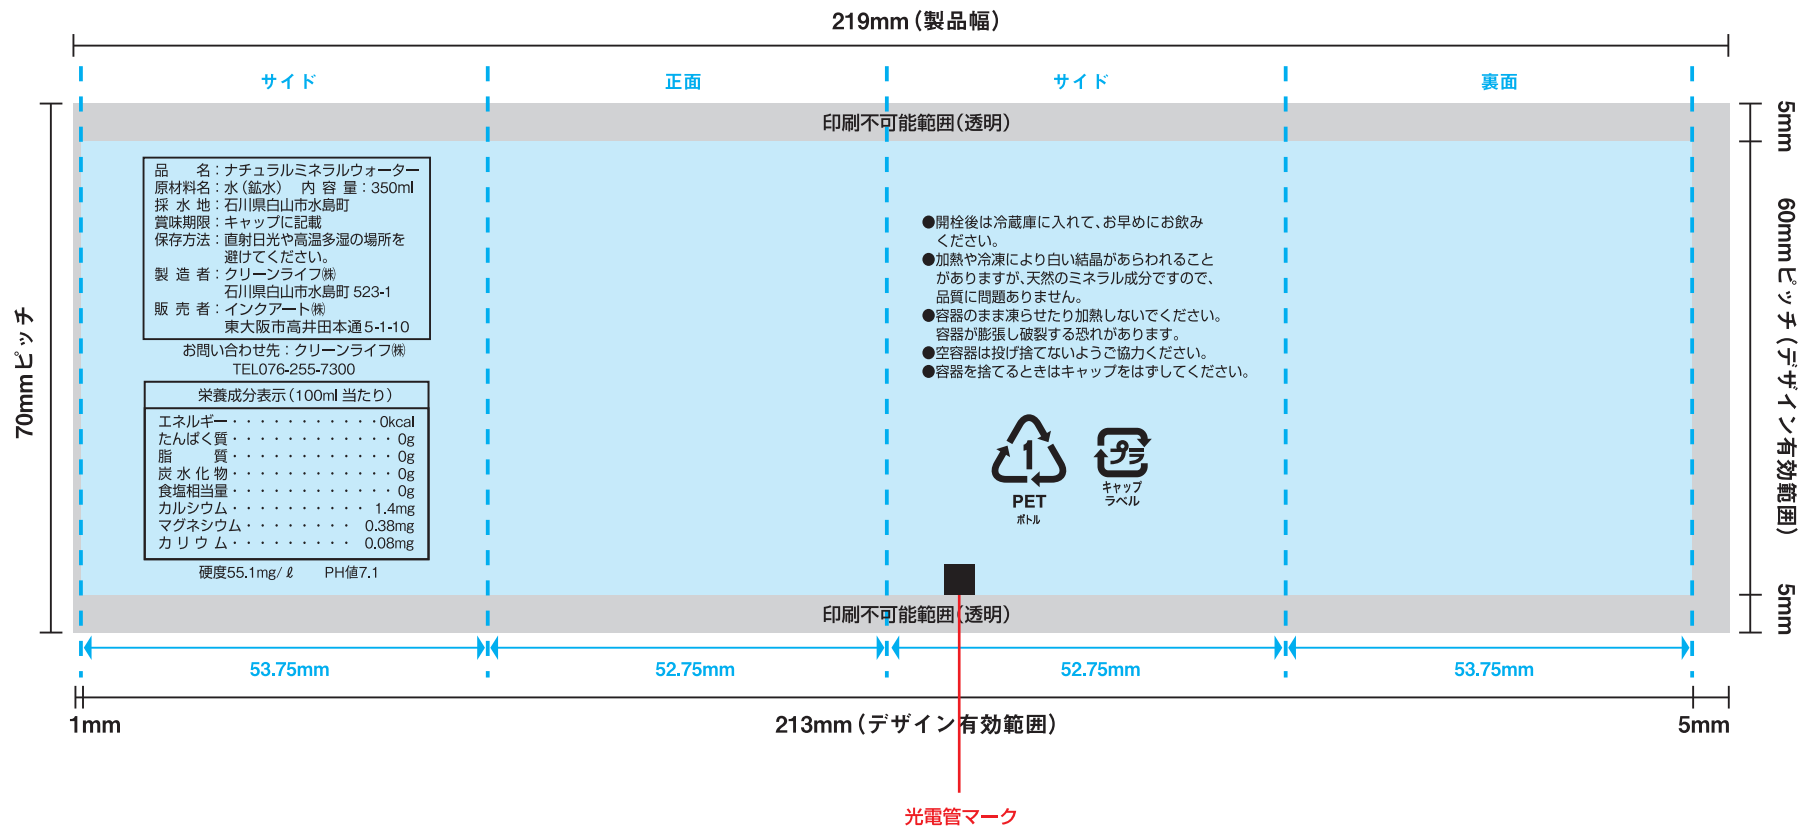 219mm(製品幅)
サイド
正面
サイド
裏面
印刷不可能範囲(透明)
5mm
60mmピッチ(デザイン有効範囲)
5mm
70mmピッチ
品名:ナチュラルミネラルウォーター
原材料名:水(鉱水) 内容量:350ml
採水地:石川県白山市水島町
賞味期限:キャップに記載
保存方法:直射日光や高温多湿の場所を
避けてください。
製造者:クリーンライフ㈱
石川県白山市水島町 523-1
販売者:インクアート㈱
東大阪市高井田本通5-1-10
お問い合わせ先:クリーンライフ㈱
TEL076-255-7300
栄養成分表示(100ml 当たり)
エネルギー・・・・・・・・・・・0kcal
たんぱく質・・・・・・・・・・・・0g
脂質・・・・・・・・・・・・0g
炭水化物・・・・・・・・・・・・0g
食塩相当量・・・・・・・・・・・・0g
カルシウム・・・・・・・・・・1.4mg
マグネシウム・・・・・・・・0.38mg
カリウム・・・・・・・・・0.08mg
硬度55.1mg/ℓ PH値7.1
●開栓後は冷蔵庫に入れて、お早めにお飲み
ください。
●加熱や冷凍により白い結晶があらわれること
がありますが、天然のミネラル成分ですので、
品質に問題ありません。
●容器のまま凍らせたり加熱しないでください。
容器が膨張し破裂する恐れがあります。
●空容器は投げ捨てないようご協力ください。
●容器を捨てるときはキャップをはずしてください。
1
PET
ボトル
プラ
キャップ
ラベル
印刷不可能範囲(透明)
53.75mm
52.75mm
52.75mm
53.75mm
1mm
213mm(デザイン有効範囲)
5mm
光電管マーク